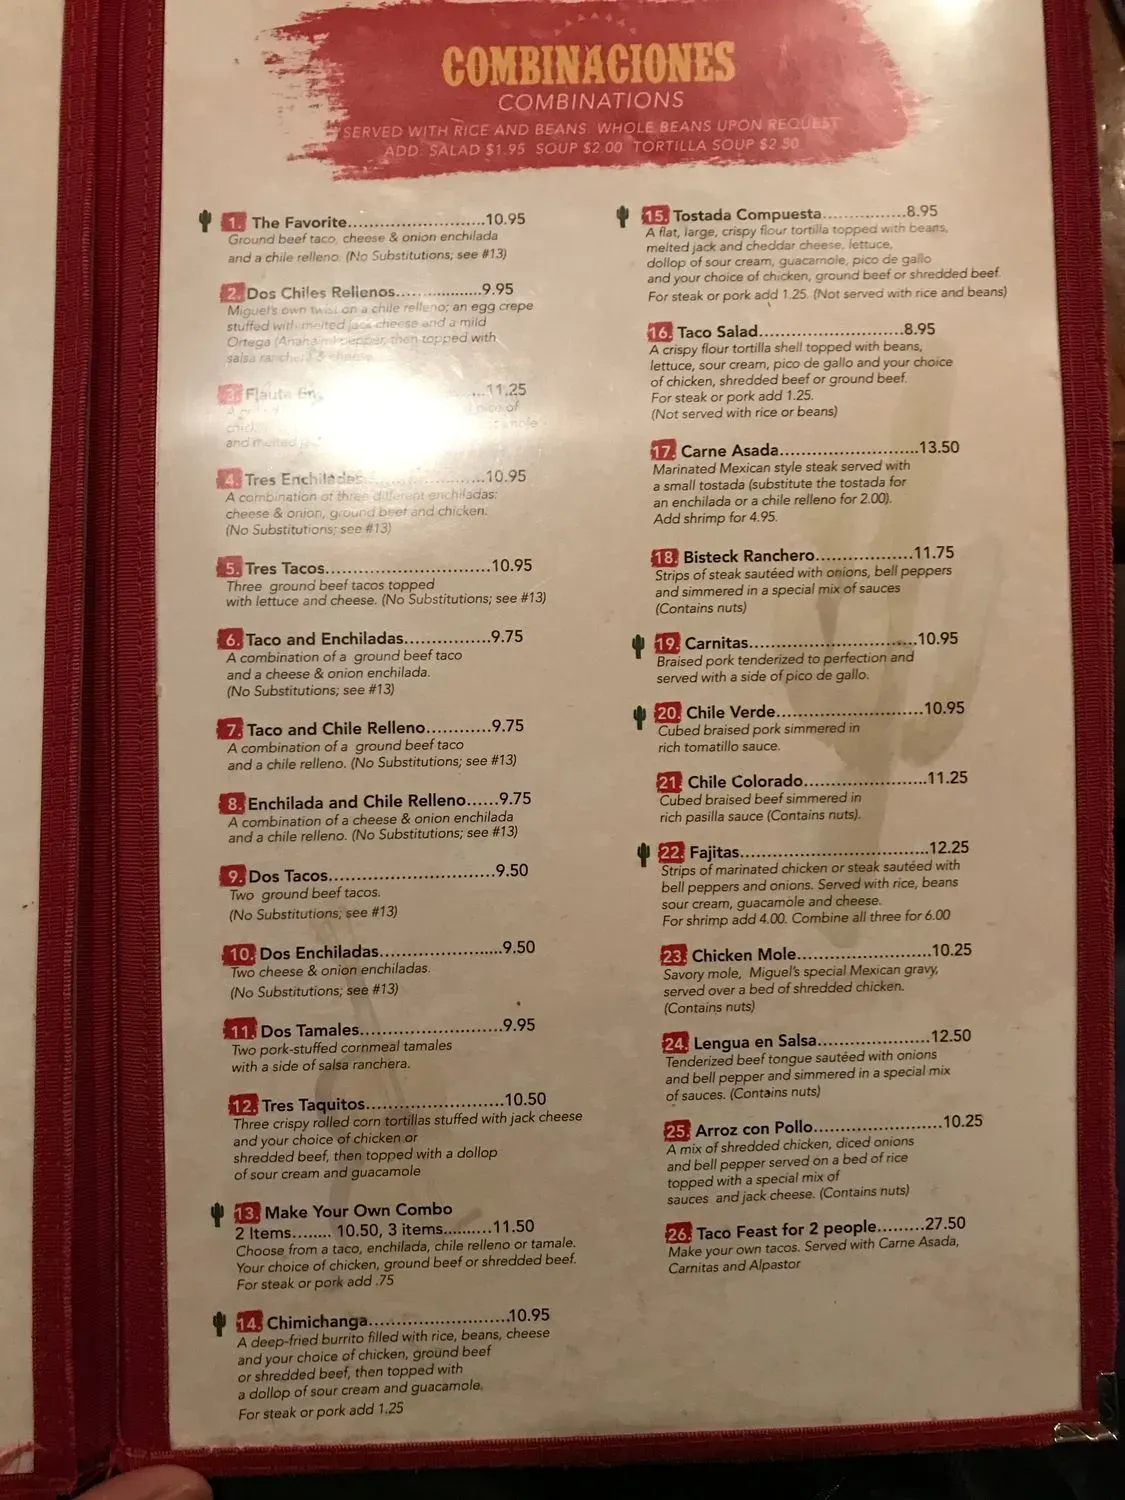 COMBINACIONES
COMBINATIONS
SERVED WITH RICE AND BEANS. WHOLE BEANS UPON REQUEST
ADD: SALAD $1.95 SOUP $2.00 TORTILLA SOUP $2.50
1. The Favorite........................10.95
Ground beef taco, cheese & onion enchilada
and a chile relleno. (No Substitutions; see #13)
2. Dos Chiles Rellenos.................9.95
Miguel's own twist on a chile relleno; an egg crepe
stuffed with melted jack cheese and a mild
Ortega (Anaheim) pepper, then topped with
salsa ranchera & cheese
3. Flauta ...11.25
of
and melted
4. Tres Enchiladas......................10.95
A combination of three different enchiladas:
cheese & onion, ground beef and chicken.
(No Substitutions; see #13)
5. Tres Tacos.............................10.95
Three ground beef tacos topped
with lettuce and cheese. (No Substitutions; see #13)
6. Taco and Enchiladas...............9.75
A combination of a ground beef taco
and a cheese & onion enchilada.
(No Substitutions; see #13)
7. Taco and Chile Relleno............9.75
A combination of a ground beef taco
and a chile relleno. (No Substitutions; see #13)
8. Enchilada and Chile Relleno......9.75
A combination of a cheese & onion enchilada
and a chile relleno. (No Substitutions; see #13)
9. Dos Tacos.............................9.50
Two ground beef tacos.
(No Substitutions; see #13)
10. Dos Enchiladas......................9.50
Two cheese & onion enchiladas.
(No Substitutions; see #13)
11. Dos Tamales.........................9.95
Two pork-stuffed cornmeal tamales
with a side of salsa ranchera.
12. Tres Taquitos........................10.50
Three crispy rolled corn tortillas stuffed with jack cheese
and your choice of chicken or
shredded beef, then topped with a dollop
of sour cream and guacamole
13. Make Your Own Combo
2 Items........ 10.50, 3 items.........11.50
Choose from a taco, enchilada, chile relleno or tamale.
Your choice of chicken, ground beef or shredded beef.
For steak or pork add .75
14. Chimichanga........................10.95
A deep-fried burrito filled with rice, beans, cheese
and your choice of chicken, ground beef
or shredded beef, then topped with
a dollop of sour cream and guacamole.
For steak or pork add 1.25
15. Tostada Compuesta...............8.95
A flat, large, crispy flour tortilla topped with beans,
melted jack and cheddar cheese, lettuce,
dollop of sour cream, guacamole, pico de gallo
and your choice of chicken, ground beef or shredded beef.
For steak or pork add 1.25. (Not served with rice and beans)
16. Taco Salad..........................8.95
A crispy flour tortilla shell topped with beans,
lettuce, sour cream, pico de gallo and your choice
of chicken, shredded beef or ground beef.
For steak or pork add 1.25.
(Not served with rice or beans)
17. Carne Asada.........................13.50
Marinated Mexican style steak served with
a small tostada (substitute the tostada for
an enchilada or a chile relleno for 2.00).
Add shrimp for 4.95.
18. Bisteck Ranchero.................11.75
Strips of steak sautéed with onions, bell peppers
and simmered in a special mix of sauces
(Contains nuts)
19. Carnitas..............................10.95
Braised pork tenderized to perfection and
served with a side of pico de gallo.
20. Chile Verde..........................10.95
Cubed braised pork simmered in
rich tomatillo sauce.
21. Chile Colorado.....................11.25
Cubed braised beef simmered in
rich pasilla sauce (Contains nuts).
22. Fajitas.................................12.25
Strips of marinated chicken or steak sautéed with
bell peppers and onions. Served with rice, beans
sour cream, guacamole and cheese.
For shrimp add 4.00. Combine all three for 6.00
23. Chicken Mole.......................10.25
Savory mole, Miguel's special Mexican gravy,
served over a bed of shredded chicken.
(Contains nuts)
24. Lengua en Salsa....................12.50
Tenderized beef tongue sautéed with onions
and bell pepper and simmered in a special mix
of sauces. (Contains nuts)
25. Arroz con Pollo.....................10.25
A mix of shredded chicken, diced onions
and bell pepper served on a bed of rice
topped with a special mix of
sauces and jack cheese. (Contains nuts)
26. Taco Feast for 2 people.........27.50
Make your own tacos. Served with Carne Asada,
Carnitas and Alpastor